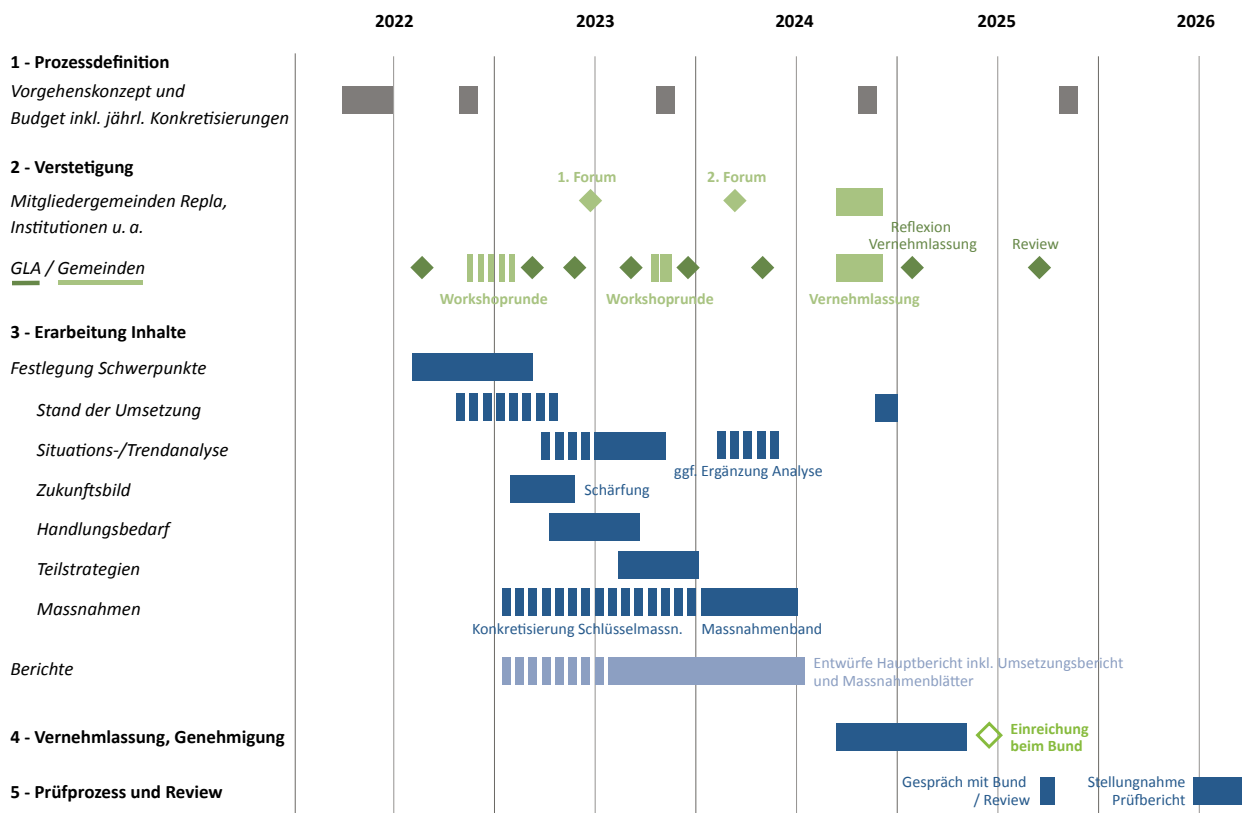 2022 2023 2024 2025 2026
1 - Prozessdefinition
Vorgehenskonzept und
Budget inkl. jährl. Konkretisierungen
2 - Verstetigung
1. Forum 2. Forum
Mitgliedergemeinden Repla,
Institutionen u. a.
Reflexion
Vernehmlassung Review
GLA / Gemeinden
Workshoprunde Workshoprunde Vernehmlassung
3 - Erarbeitung Inhalte
Festlegung Schwerpunkte
Stand der Umsetzung
Situations-/Trendanalyse
ggf. Ergänzung Analyse
Zukunftsbild Schärfung
Handlungsbedarf
Teilstrategien
Massnahmen
Konkretisierung Schlüsselmassn. Massnahmenband
Berichte
Entwürfe Hauptbericht inkl. Umsetzungsbericht
und Massnahmenblätter
4 - Vernehmlassung, Genehmigung
Einreichung
beim Bund
5 - Prüfprozess und Review
Gespräch mit Bund
/ Review
Stellungnahme
Prüfbericht